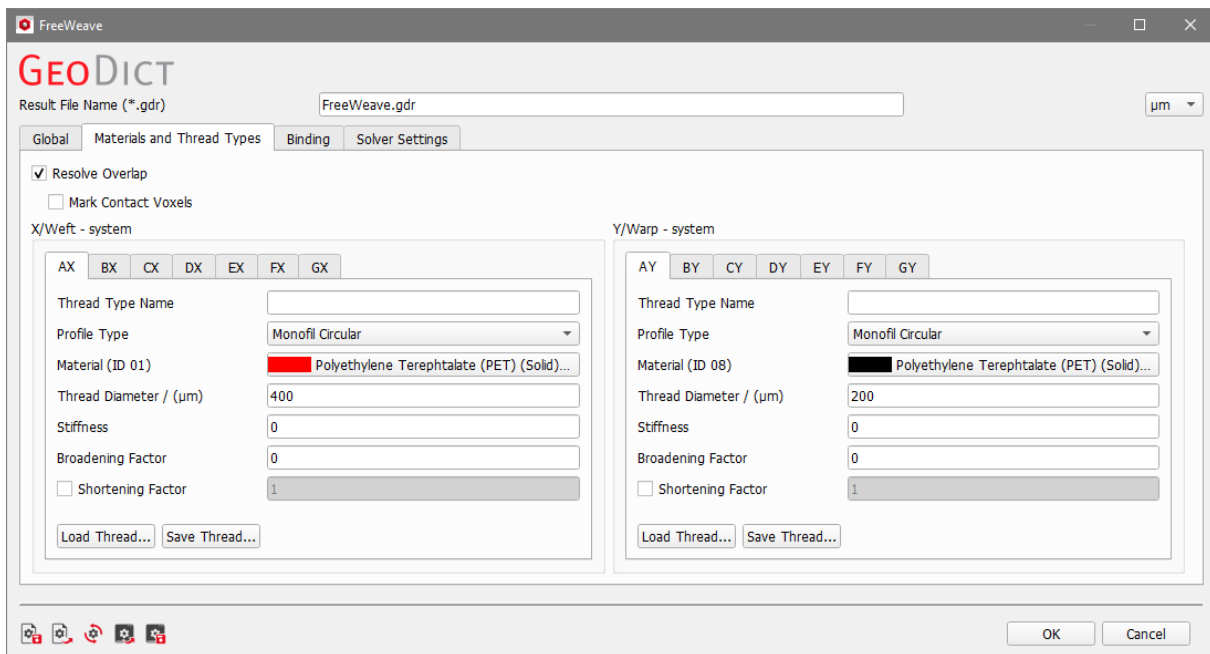 FreeWeave
GEODICT
Result File Name (*.gdr) FreeWeave.gdr µm
Global Materials and Thread Types Binding Solver Settings
Resolve Overlap
Mark Contact Voxels
X/Weft - system
AX BX CX DX EX FX GX
Thread Type Name
Profile Type Monofil Circular
Material (ID 01) Polyethylene Terephtalate (PET) (Solid)...
Thread Diameter / (µm) 400
Stiffness 0
Broadening Factor 0
Shortening Factor 1
Load Thread... Save Thread...
Y/Warp - system
AY BY CY DY EY FY GY
Thread Type Name
Profile Type Monofil Circular
Material (ID 08) Polyethylene Terephtalate (PET) (Solid)...
Thread Diameter / (µm) 200
Stiffness 0
Broadening Factor 0
Shortening Factor 1
Load Thread... Save Thread...
OK Cancel